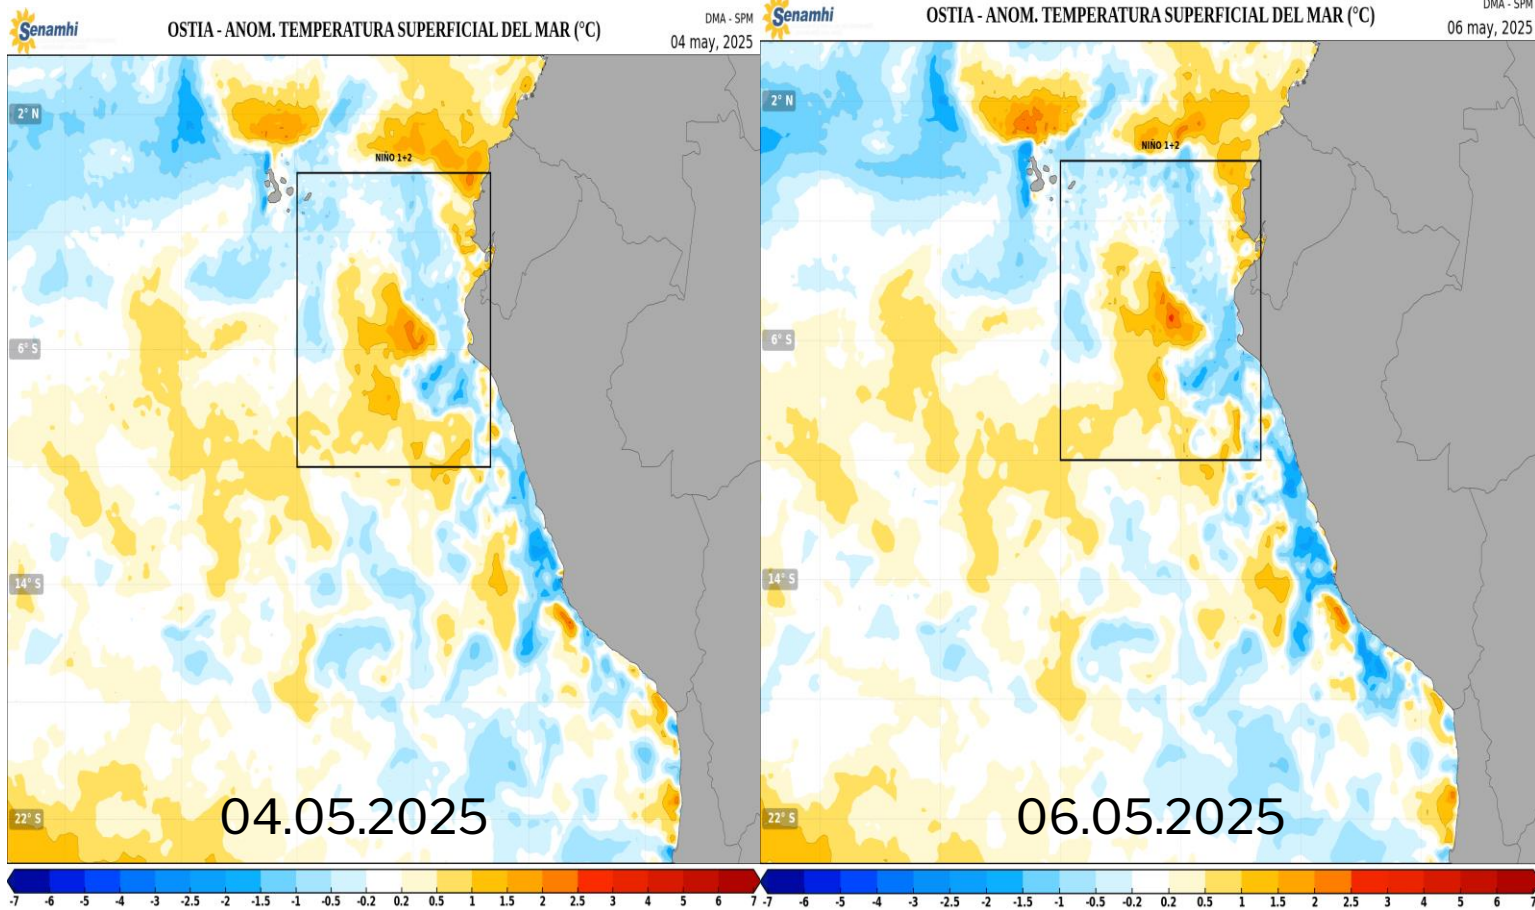 Senamhi
OSTIA - ANOM. TEMPERATURA SUPERFICIAL DEL MAR (°C)
DMA - SPM
04 may, 2025
2° N
NIÑO 1+2
6° S
14° S
22° S
04.05.2025
-7 -6 -5 -4 -3 -2.5 -2 -1.5 -1 -0.5 -0.2 0.2 0.5 1 1.5 2 2.5 3 4 5 6 7
Senamhi
OSTIA - ANOM. TEMPERATURA SUPERFICIAL DEL MAR (°C)
DMA - SPM
06 may, 2025
2° N
NIÑO 1+2
6° S
14° S
22° S
06.05.2025
-7 -6 -5 -4 -3 -2.5 -2 -1.5 -1 -0.5 -0.2 0.2 0.5 1 1.5 2 2.5 3 4 5 6